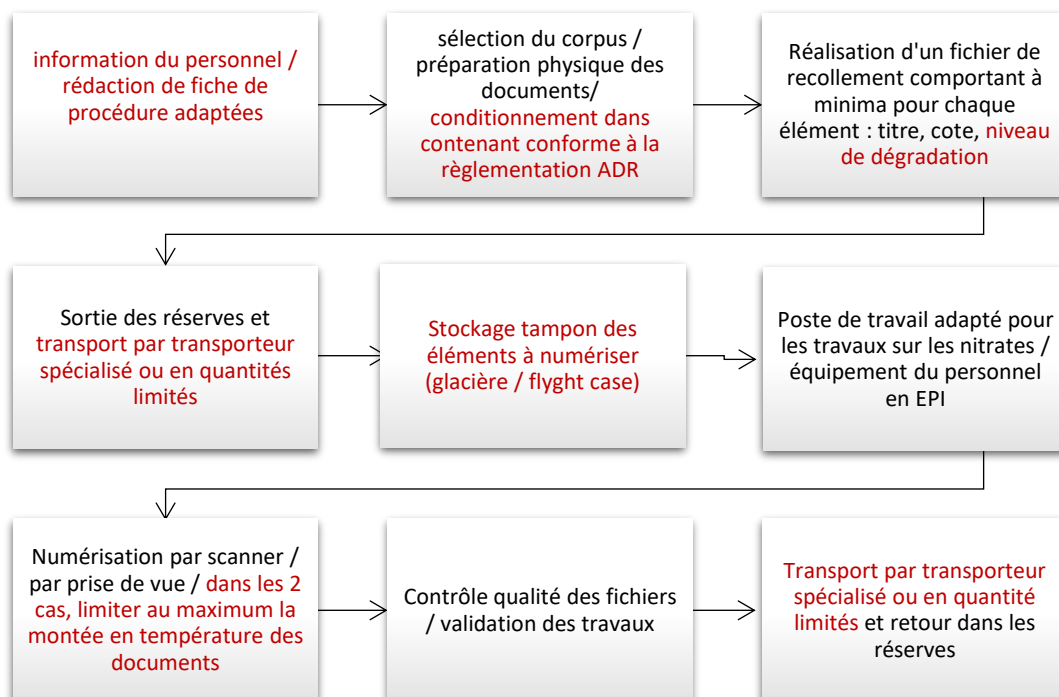 information du personnel /
rédaction de fiche de
procédure adaptées
sélection du corpus /
préparation physique des
documents/
conditionnement dans
contenant conforme à la
règlementation ADR
Réalisation d'un fichier de
recollement comportant à
minima pour chaque
élément : titre, cote, niveau
de dégradation
Sortie des réserves et
transport par transporteur
spécialisé ou en quantités
limités
Stockage tampon des
éléments à numériser
(glacière / flyght case)
Poste de travail adapté pour
les travaux sur les nitrates /
équipement du personnel
en EPI
Numérisation par scanner /
par prise de vue / dans les 2
cas, limiter au maximum la
montée en température des
documents
Contrôle qualité des fichiers
/ validation des travaux
Transport par transporteur
spécialisé ou en quantité
limités et retour dans les
réserves